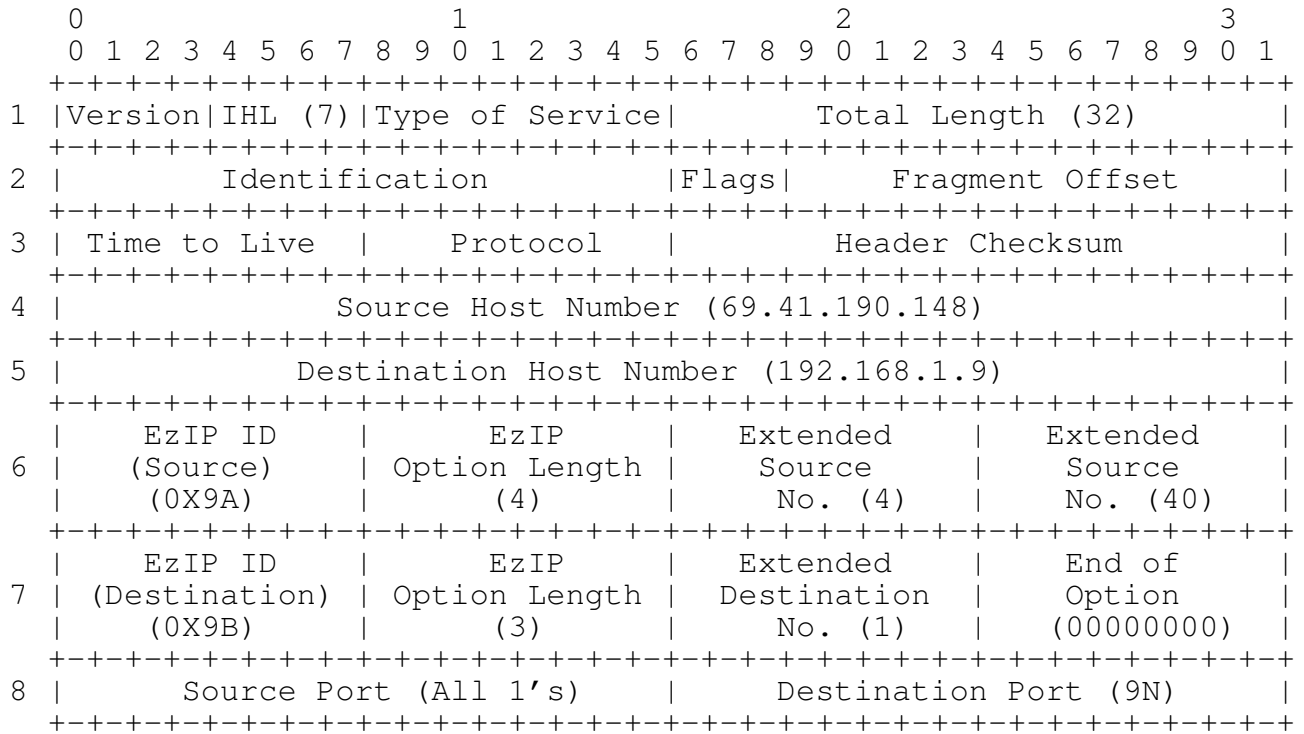 0                   1                   2                   3
    0 1 2 3 4 5 6 7 8 9 0 1 2 3 4 5 6 7 8 9 0 1 2 3 4 5 6 7 8 9 0 1
   +-+-+-+-+-+-+-+-+-+-+-+-+-+-+-+-+-+-+-+-+-+-+-+-+-+-+-+-+-+-+-+-+
1  |Version|IHL (7)|Type of Service|       Total Length (32)       |
   +-+-+-+-+-+-+-+-+-+-+-+-+-+-+-+-+-+-+-+-+-+-+-+-+-+-+-+-+-+-+-+-+
2  |        Identification         |Flags|     Fragment Offset     |
   +-+-+-+-+-+-+-+-+-+-+-+-+-+-+-+-+-+-+-+-+-+-+-+-+-+-+-+-+-+-+-+-+
3  | Time to Live  |    Protocol   |        Header Checksum        |
   +-+-+-+-+-+-+-+-+-+-+-+-+-+-+-+-+-+-+-+-+-+-+-+-+-+-+-+-+-+-+-+-+
4  |              Source Host Number (69.41.190.148)               |
   +-+-+-+-+-+-+-+-+-+-+-+-+-+-+-+-+-+-+-+-+-+-+-+-+-+-+-+-+-+-+-+-+
5  |            Destination Host Number (192.168.1.9)              |
   +-+-+-+-+-+-+-+-+-+-+-+-+-+-+-+-+-+-+-+-+-+-+-+-+-+-+-+-+-+-+-+-+
   |    EzIP ID    |      EzIP     |   Extended    |   Extended    |
6  |   (Source)    | Option Length |    Source     |    Source     |
   |    (0X9A)     |      (4)      |     No. (4)   |    No. (40)   |
   +-+-+-+-+-+-+-+-+-+-+-+-+-+-+-+-+-+-+-+-+-+-+-+-+-+-+-+-+-+-+-+-+
   |    EzIP ID    |      EzIP     |   Extended    |    End of     |
7  | (Destination) | Option Length |  Destination  |    Option     |
   |    (0X9B)     |      (3)      |     No. (1)   |   (00000000)  |
   +-+-+-+-+-+-+-+-+-+-+-+-+-+-+-+-+-+-+-+-+-+-+-+-+-+-+-+-+-+-+-+-+
8  |      Source Port (All 1’s)    |     Destination Port (9N)     |
   +-+-+-+-+-+-+-+-+-+-+-+-+-+-+-+-+-+-+-+-+-+-+-+-+-+-+-+-+-+-+-+-+